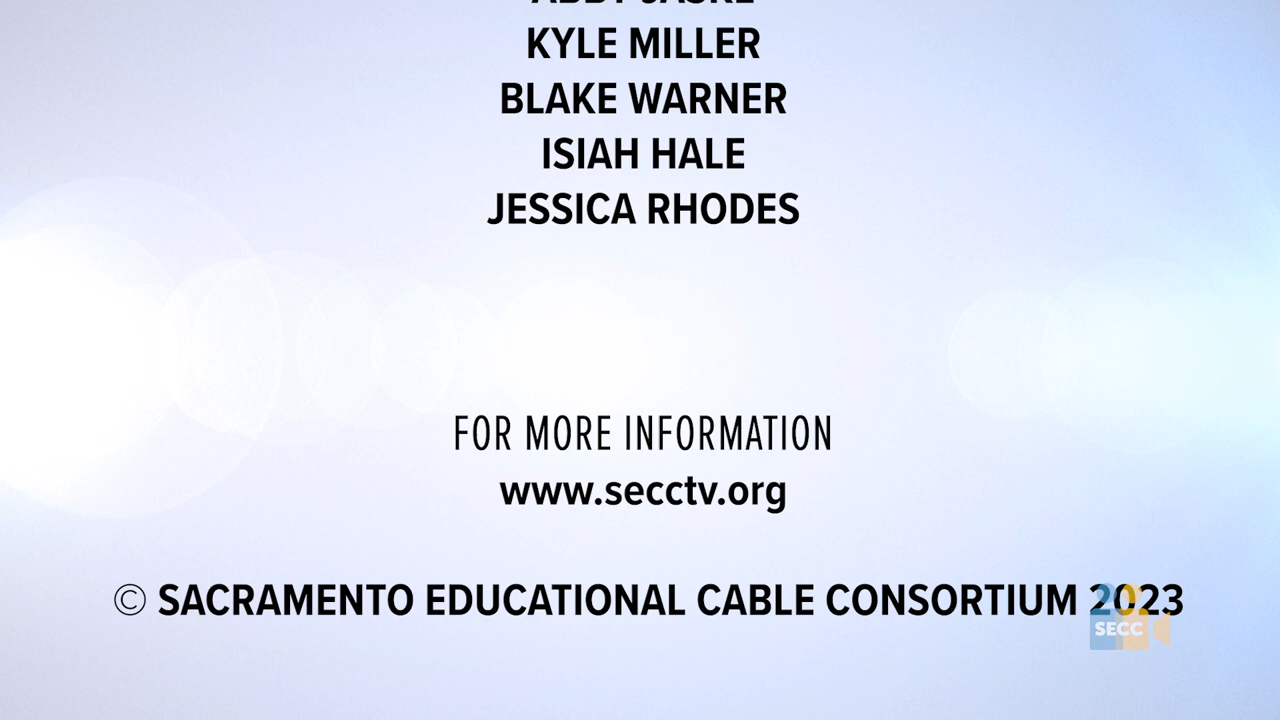 KYLE MILLER
BLAKE WARNER
ISIAH HALE
JESSICA RHODES
FOR MORE INFORMATION
www.secctv.org
© SACRAMENTO EDUCATIONAL CABLE CONSORTIUM 2023
SECC